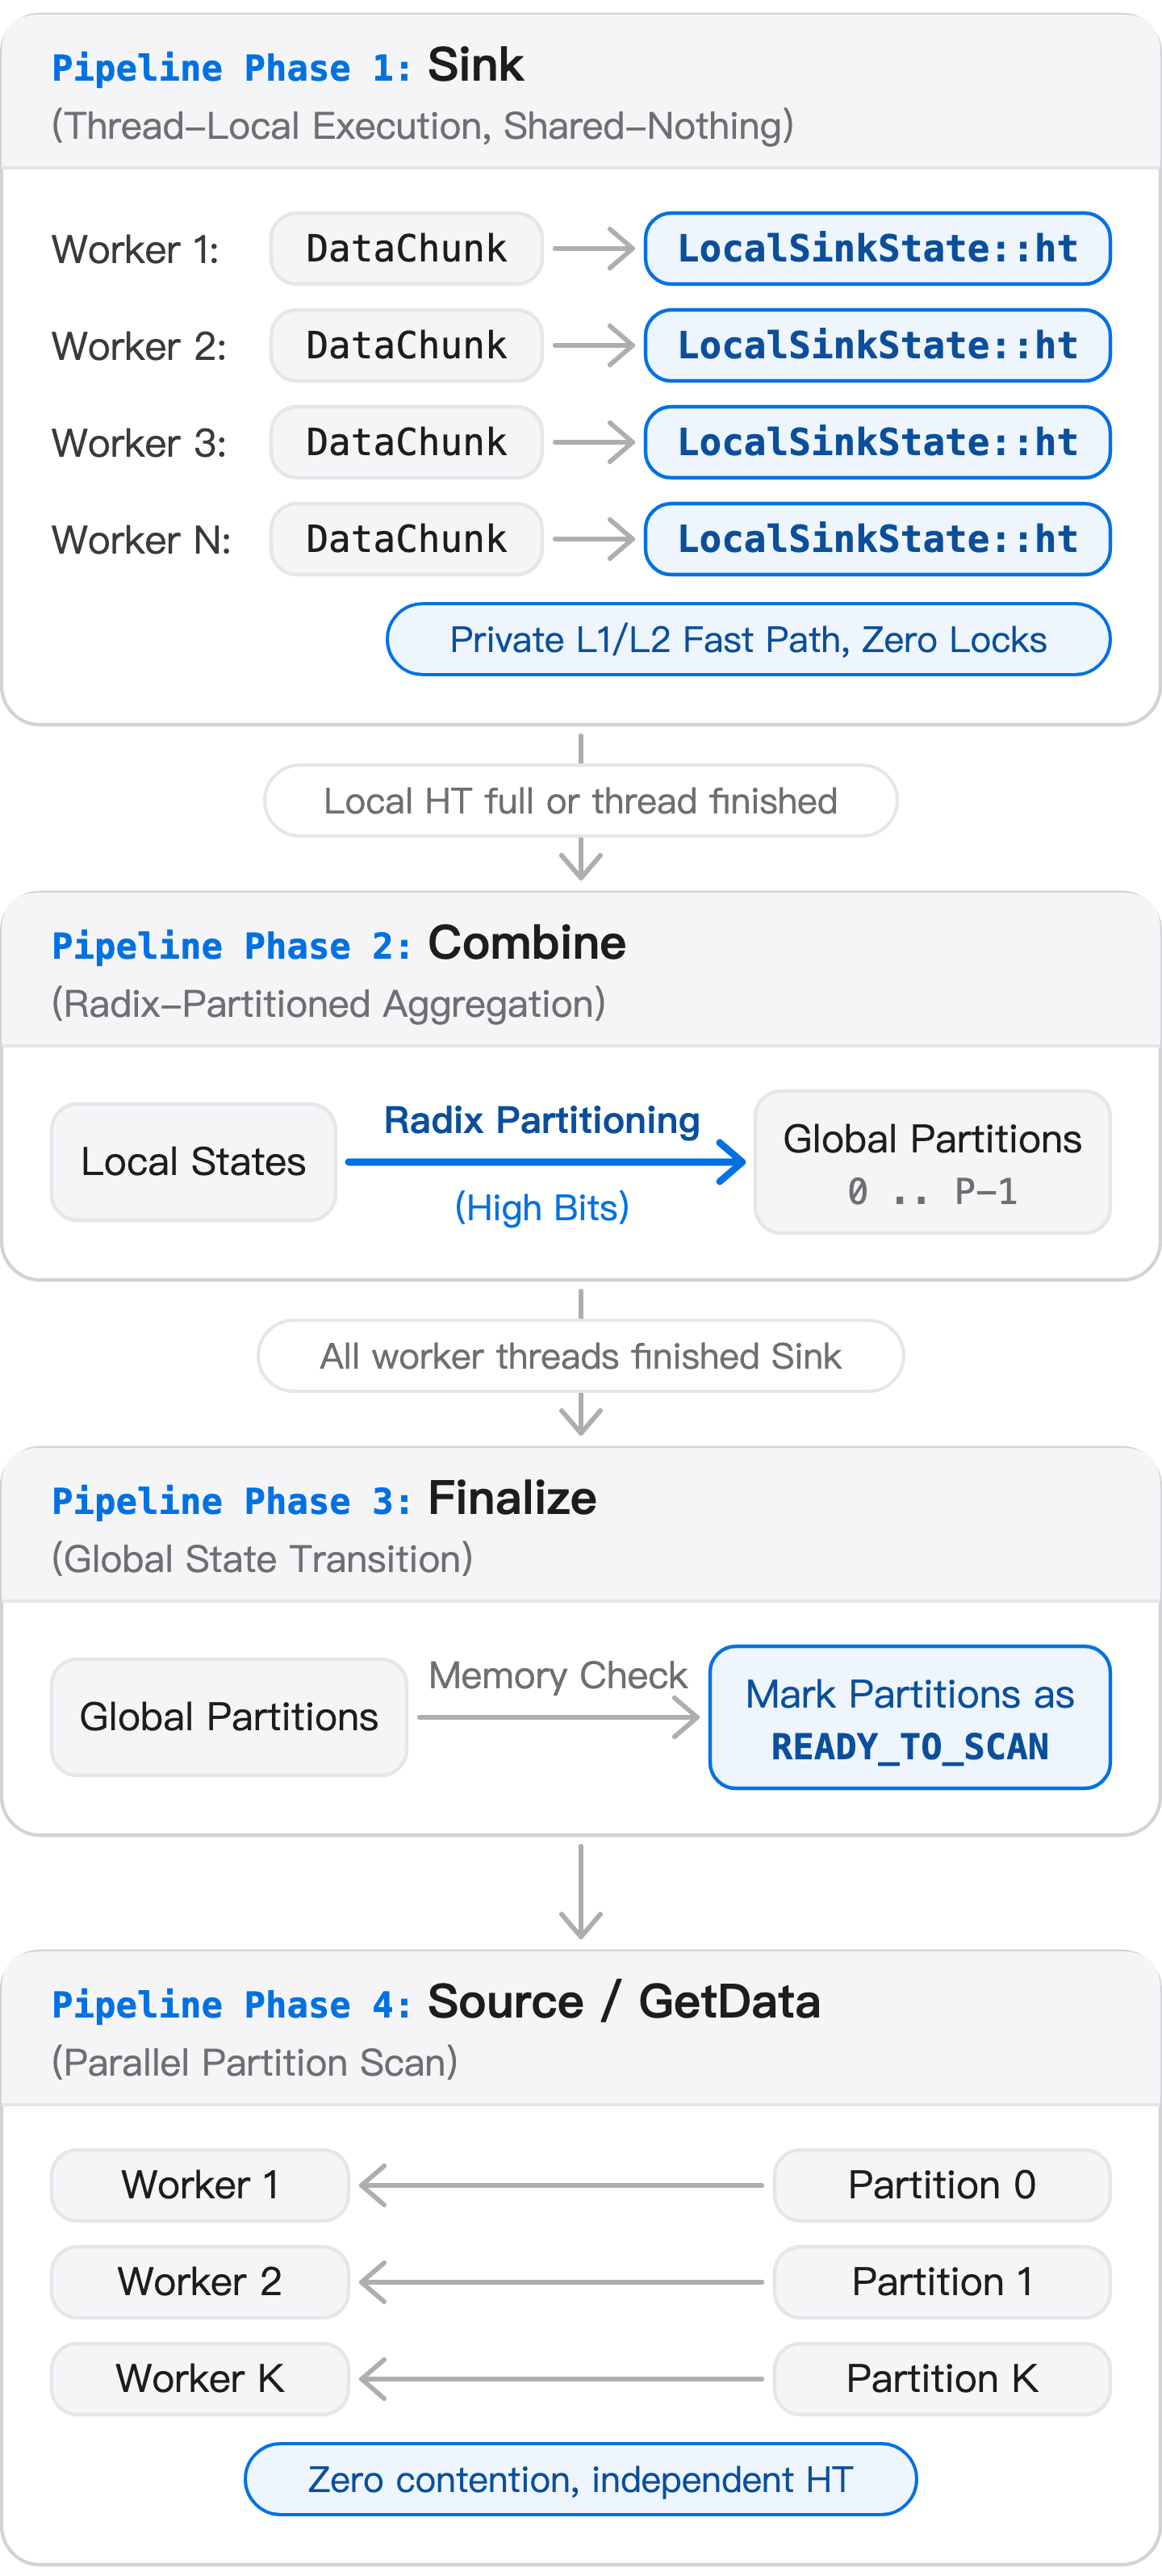 Pipeline Phase 1: Sink
(Thread-Local Execution, Shared-Nothing)
Worker 1: DataChunk LocalSinkState::ht
Worker 2: DataChunk LocalSinkState::ht
Worker 3: DataChunk LocalSinkState::ht
Worker N: DataChunk LocalSinkState::ht
Private L1/L2 Fast Path, Zero Locks
Local HT full or thread finished
Pipeline Phase 2: Combine
(Radix-Partitioned Aggregation)
Local States
Radix Partitioning
(High Bits)
Global Partitions
0 .. P-1
All worker threads finished Sink
Pipeline Phase 3: Finalize
(Global State Transition)
Global Partitions
Memory Check
Mark Partitions as
READY_TO_SCAN
Pipeline Phase 4: Source / GetData
(Parallel Partition Scan)
Worker 1 Partition 0
Worker 2 Partition 1
Worker K Partition K
Zero contention, independent HT